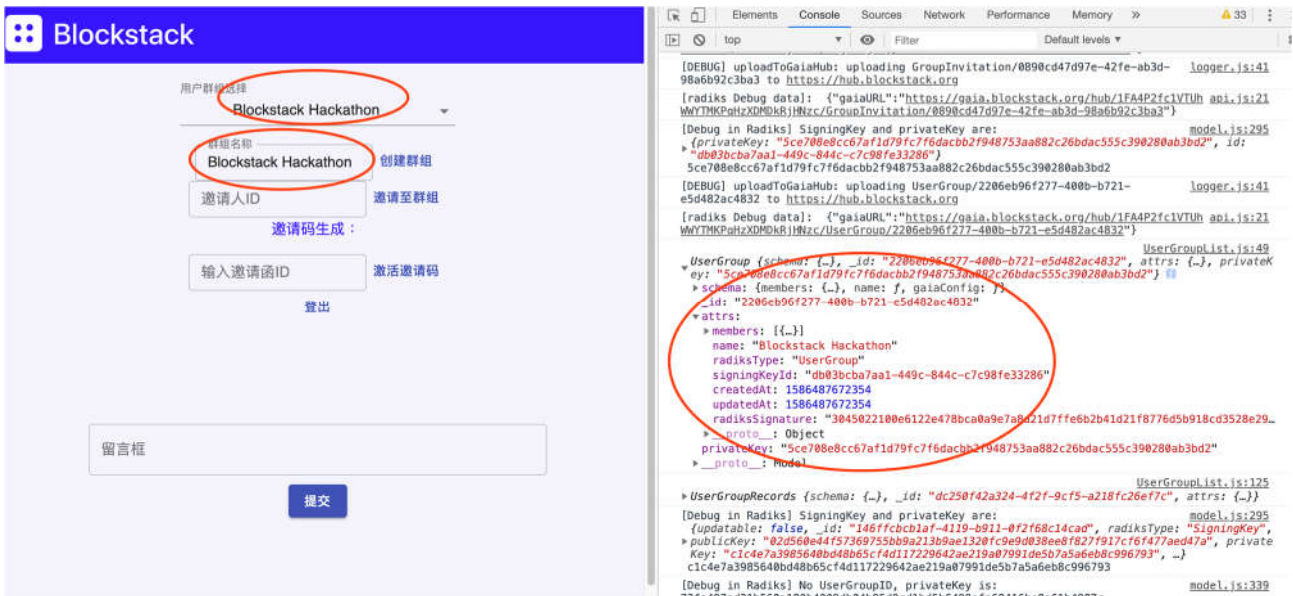 Blockstack
用户群组选择
Blockstack Hackathon
群组名称
Blockstack Hackathon
创建群组
邀请人ID
邀请至群组
邀请码生成：
输入邀请函ID
激活邀请码
登出
留言框
提交
Elements Console Sources Network Performance Memory » 33
top Filter Default levels ▼
[DEBUG] uploadToGaiaHub: uploading GroupInvitation/0890cd47d97e-42fe-ab3d- logger.js:41
98a6b92c3ba3 to https://hub.blockstack.org
[radiks Debug data]: {"gaiaURL":"https://gaia.blockstack.org/hub/1FA4P2fc1VTUh api.js:21
WWYTMKPqHzXDMDkRjHNzc/GroupInvitation/0890cd47d97e-42fe-ab3d-98a6b92c3ba3"}
[Debug in Radiks] SigningKey and privateKey are: model.js:295
{privateKey: "5ce708e8cc67af1d79fc7f6dacbb2f948753aa882c26bdac555c390280ab3bd2", id:
"db03bcba7aa1-449c-844c-c7c98fe33286"}
5ce708e8cc67af1d79fc7f6dacbb2f948753aa882c26bdac555c390280ab3bd2
[DEBUG] uploadToGaiaHub: uploading UserGroup/2206eb96f277-400b-b721- logger.js:41
e5d482ac4832 to https://hub.blockstack.org
[radiks Debug data]: {"gaiaURL":"https://gaia.blockstack.org/hub/1FA4P2fc1VTUh api.js:21
WWYTMKPqHzXDMDkRjHNzc/UserGroup/2206eb96f277-400b-b721-e5d482ac4832"}
UserGroupList.js:49
UserGroup {schema: {…}, _id: "2206eb96f277-400b-b721-e5d482ac4832", attrs: {…}, privateK
ey: "5ce708e8cc67af1d79fc7f6dacbb2f948753aa882c26bdac555c390280ab3bd2"}
schema: {members: {…}, name: ƒ, gaiaConfig: ƒ}
_id: "2206eb96f277-400b-b721-e5d482ac4832"
attrs:
members: [{…}]
name: "Blockstack Hackathon"
radiksType: "UserGroup"
signingKeyId: "db03bcba7aa1-449c-844c-c7c98fe33286"
createdAt: 1586487672354
updatedAt: 1586487672354
radiksSignature: "3045022100e6122e478bca0a9e7a8d21d7ffe6b2b41d21f8776d5b918cd3528e29…
__proto__: Object
privateKey: "5ce708e8cc67af1d79fc7f6dacbb2f948753aa882c26bdac555c390280ab3bd2"
__proto__: Model
UserGroupList.js:125
UserGroupRecords {schema: {…}, _id: "dc250f42a324-4f2f-9cf5-a218fc26ef7c", attrs: {…}}
[Debug in Radiks] SigningKey and privateKey are: model.js:295
{updatable: false, _id: "146ffcbcb1af-4119-b911-0f2f68c14cad", radiksType: "SigningKey",
publicKey: "02d560e44f57369755bb9a213b9ae1320fc9e9d038ee8f827f917cf6f477aed47a", private
Key: "c1c4e7a3985640bd48b65cf4d117229642ae219a07991de5b7a5a6eb8c996793", …}
c1c4e7a3985640bd48b65cf4d117229642ae219a07991de5b7a5a6eb8c996793
[Debug in Radiks] No UserGroupID, privateKey is: model.js:339